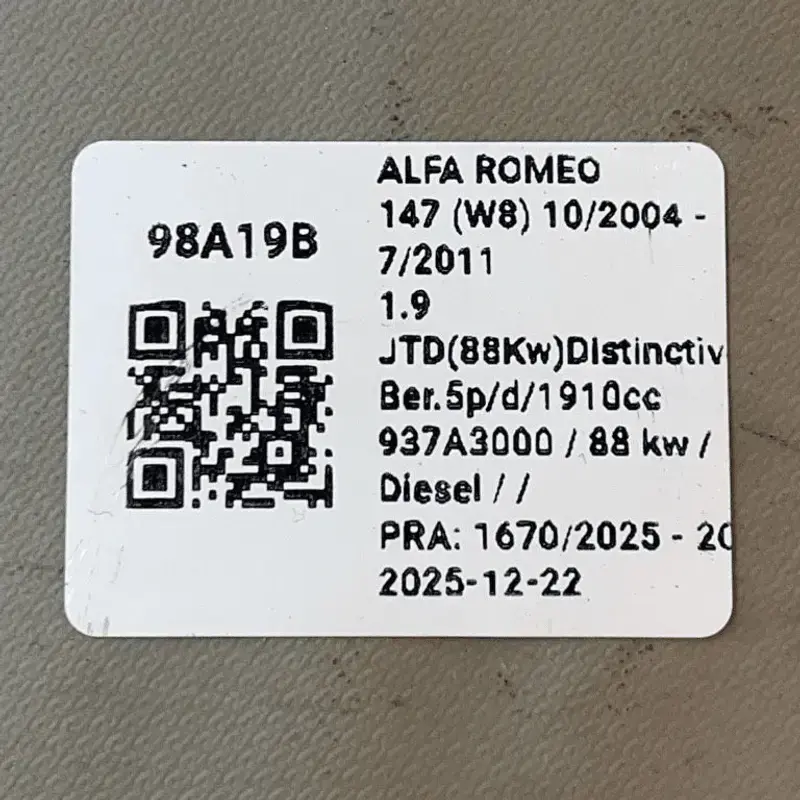 98A19B
ALFA ROMEO
147 (W8) 10/2004 -
7/2011
1.9
JTD(88Kw)Distinctiv
Ber.5p/d/1910cc
937A3000 / 88 kw /
Diesel / /
PRA: 1670/2025 - 20
2025-12-22